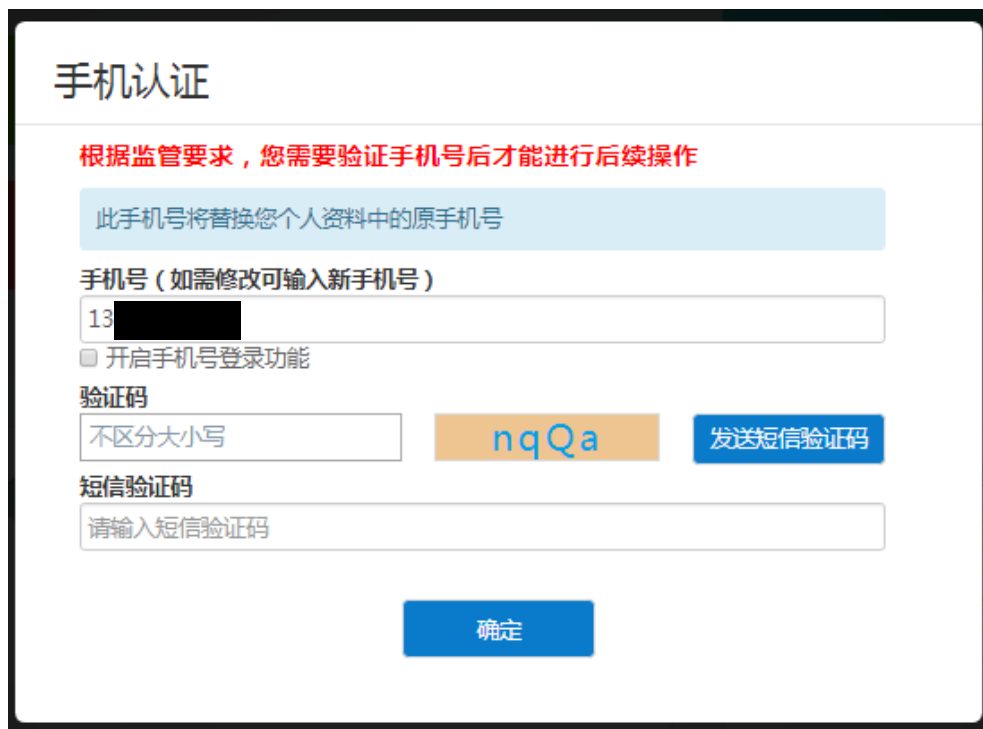 手机认证
根据监管要求，您需要验证手机号后才能进行后续操作
此手机号将替换您个人资料中的原手机号
手机号（如需修改可输入新手机号）
13
开启手机号登录功能
验证码
不区分大小写 nqQa 发送短信验证码
短信验证码
请输入短信验证码
确定